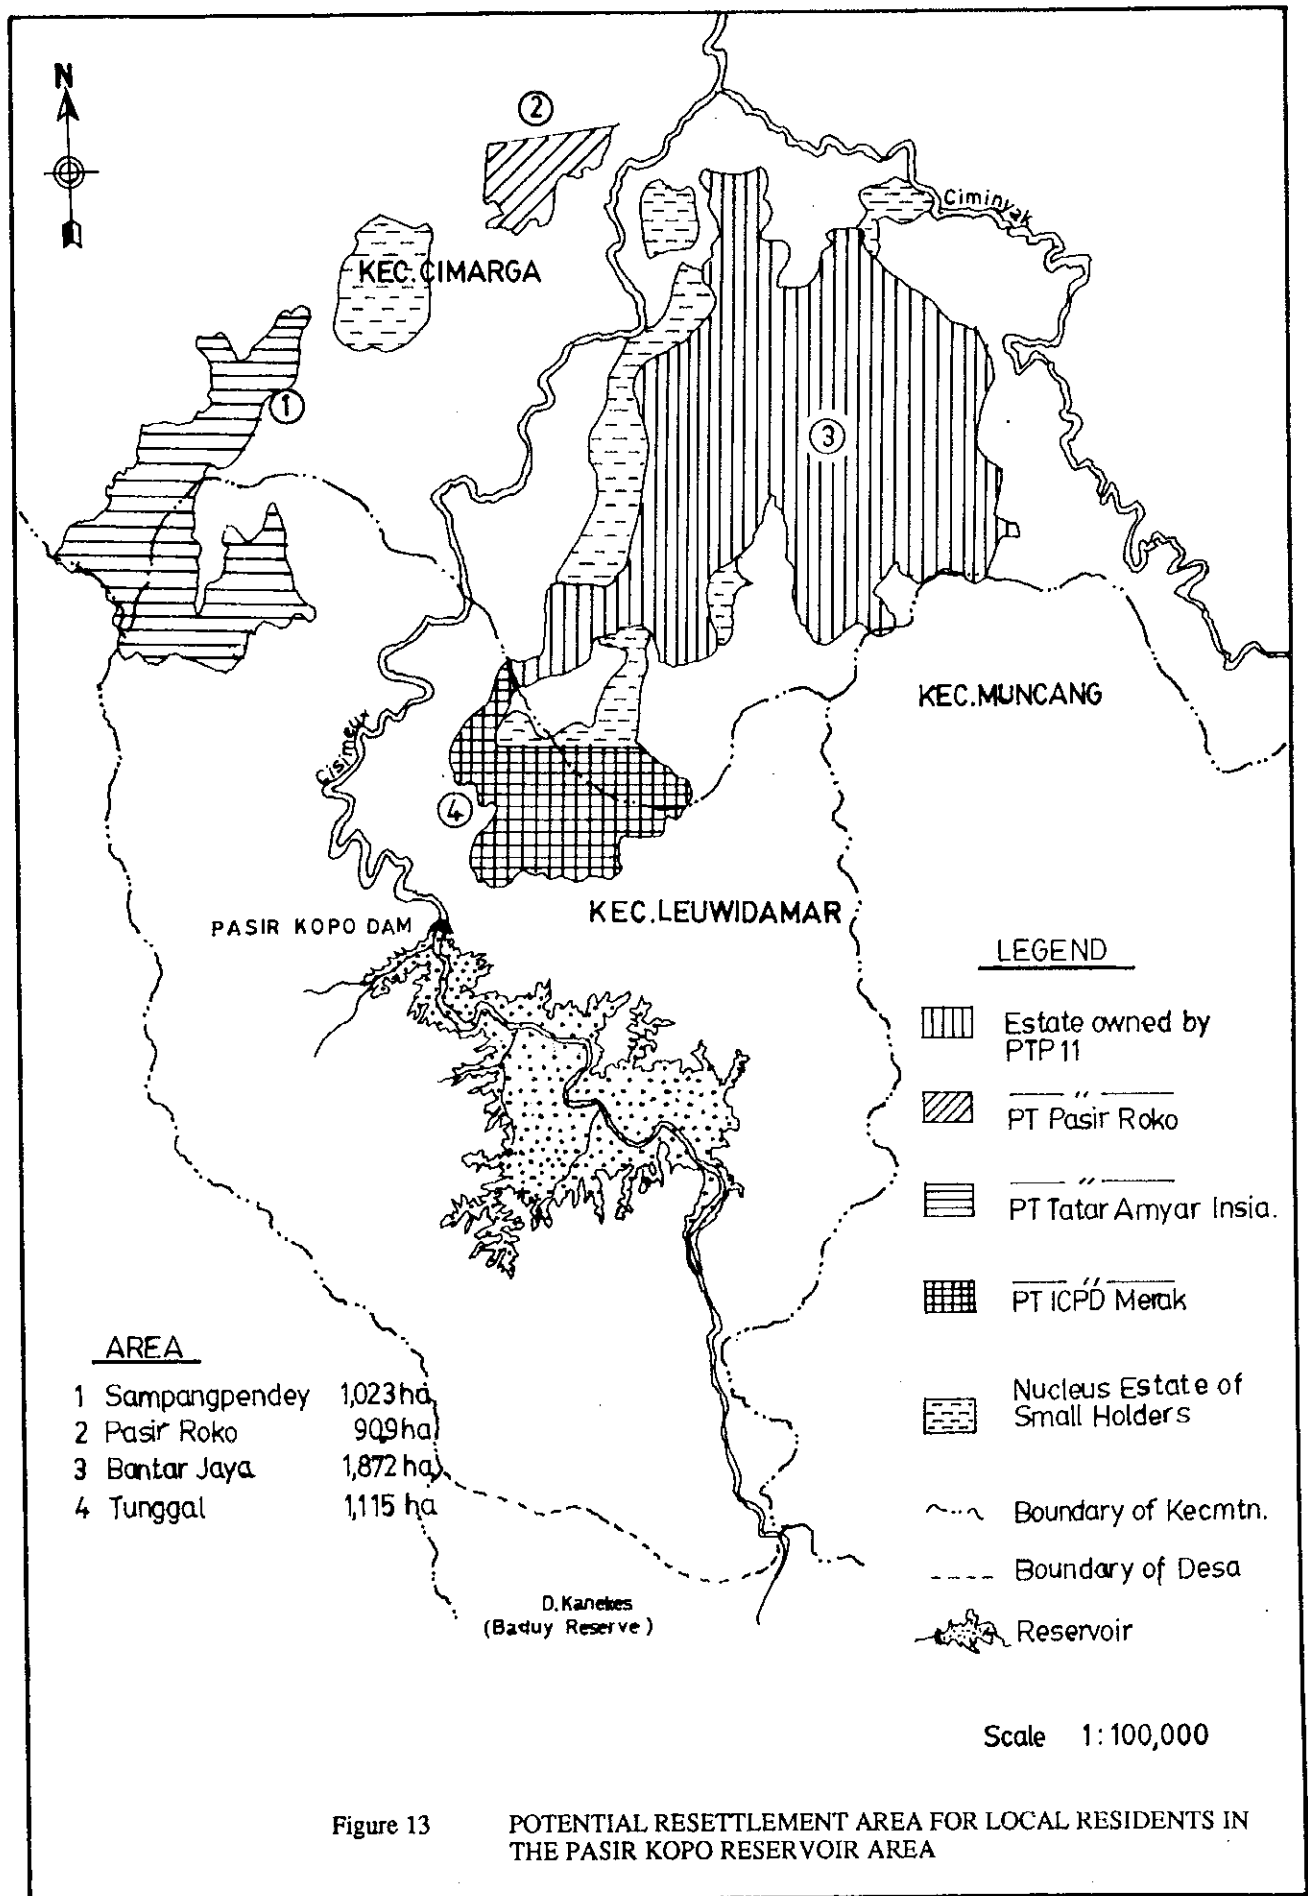 N
2
Ciminyak
KEC.CIMARGA
1
3
KEC.MUNCANG
Cisimeux
4
KEC.LEUWIDAMAR
PASIR KOPO DAM
LEGEND
Estate owned by
PTP 11
—— " ——
PT Pasir Roko
—— " ——
PT Tatar Amyar Insia.
—— " ——
PT ICPD Merak
Nucleus Estate of
Small Holders
Boundary of Kecmtn.
Boundary of Desa
Reservoir
AREA
1 Sampangpendey 1,023 ha
2 Pasir Roko 909 ha
3 Bantar Jaya 1,872 ha
4 Tunggal 1,115 ha
D. Kanekes
(Baduy Reserve)
Scale 1:100,000
Figure 13 POTENTIAL RESETTLEMENT AREA FOR LOCAL RESIDENTS IN
THE PASIR KOPO RESERVOIR AREA